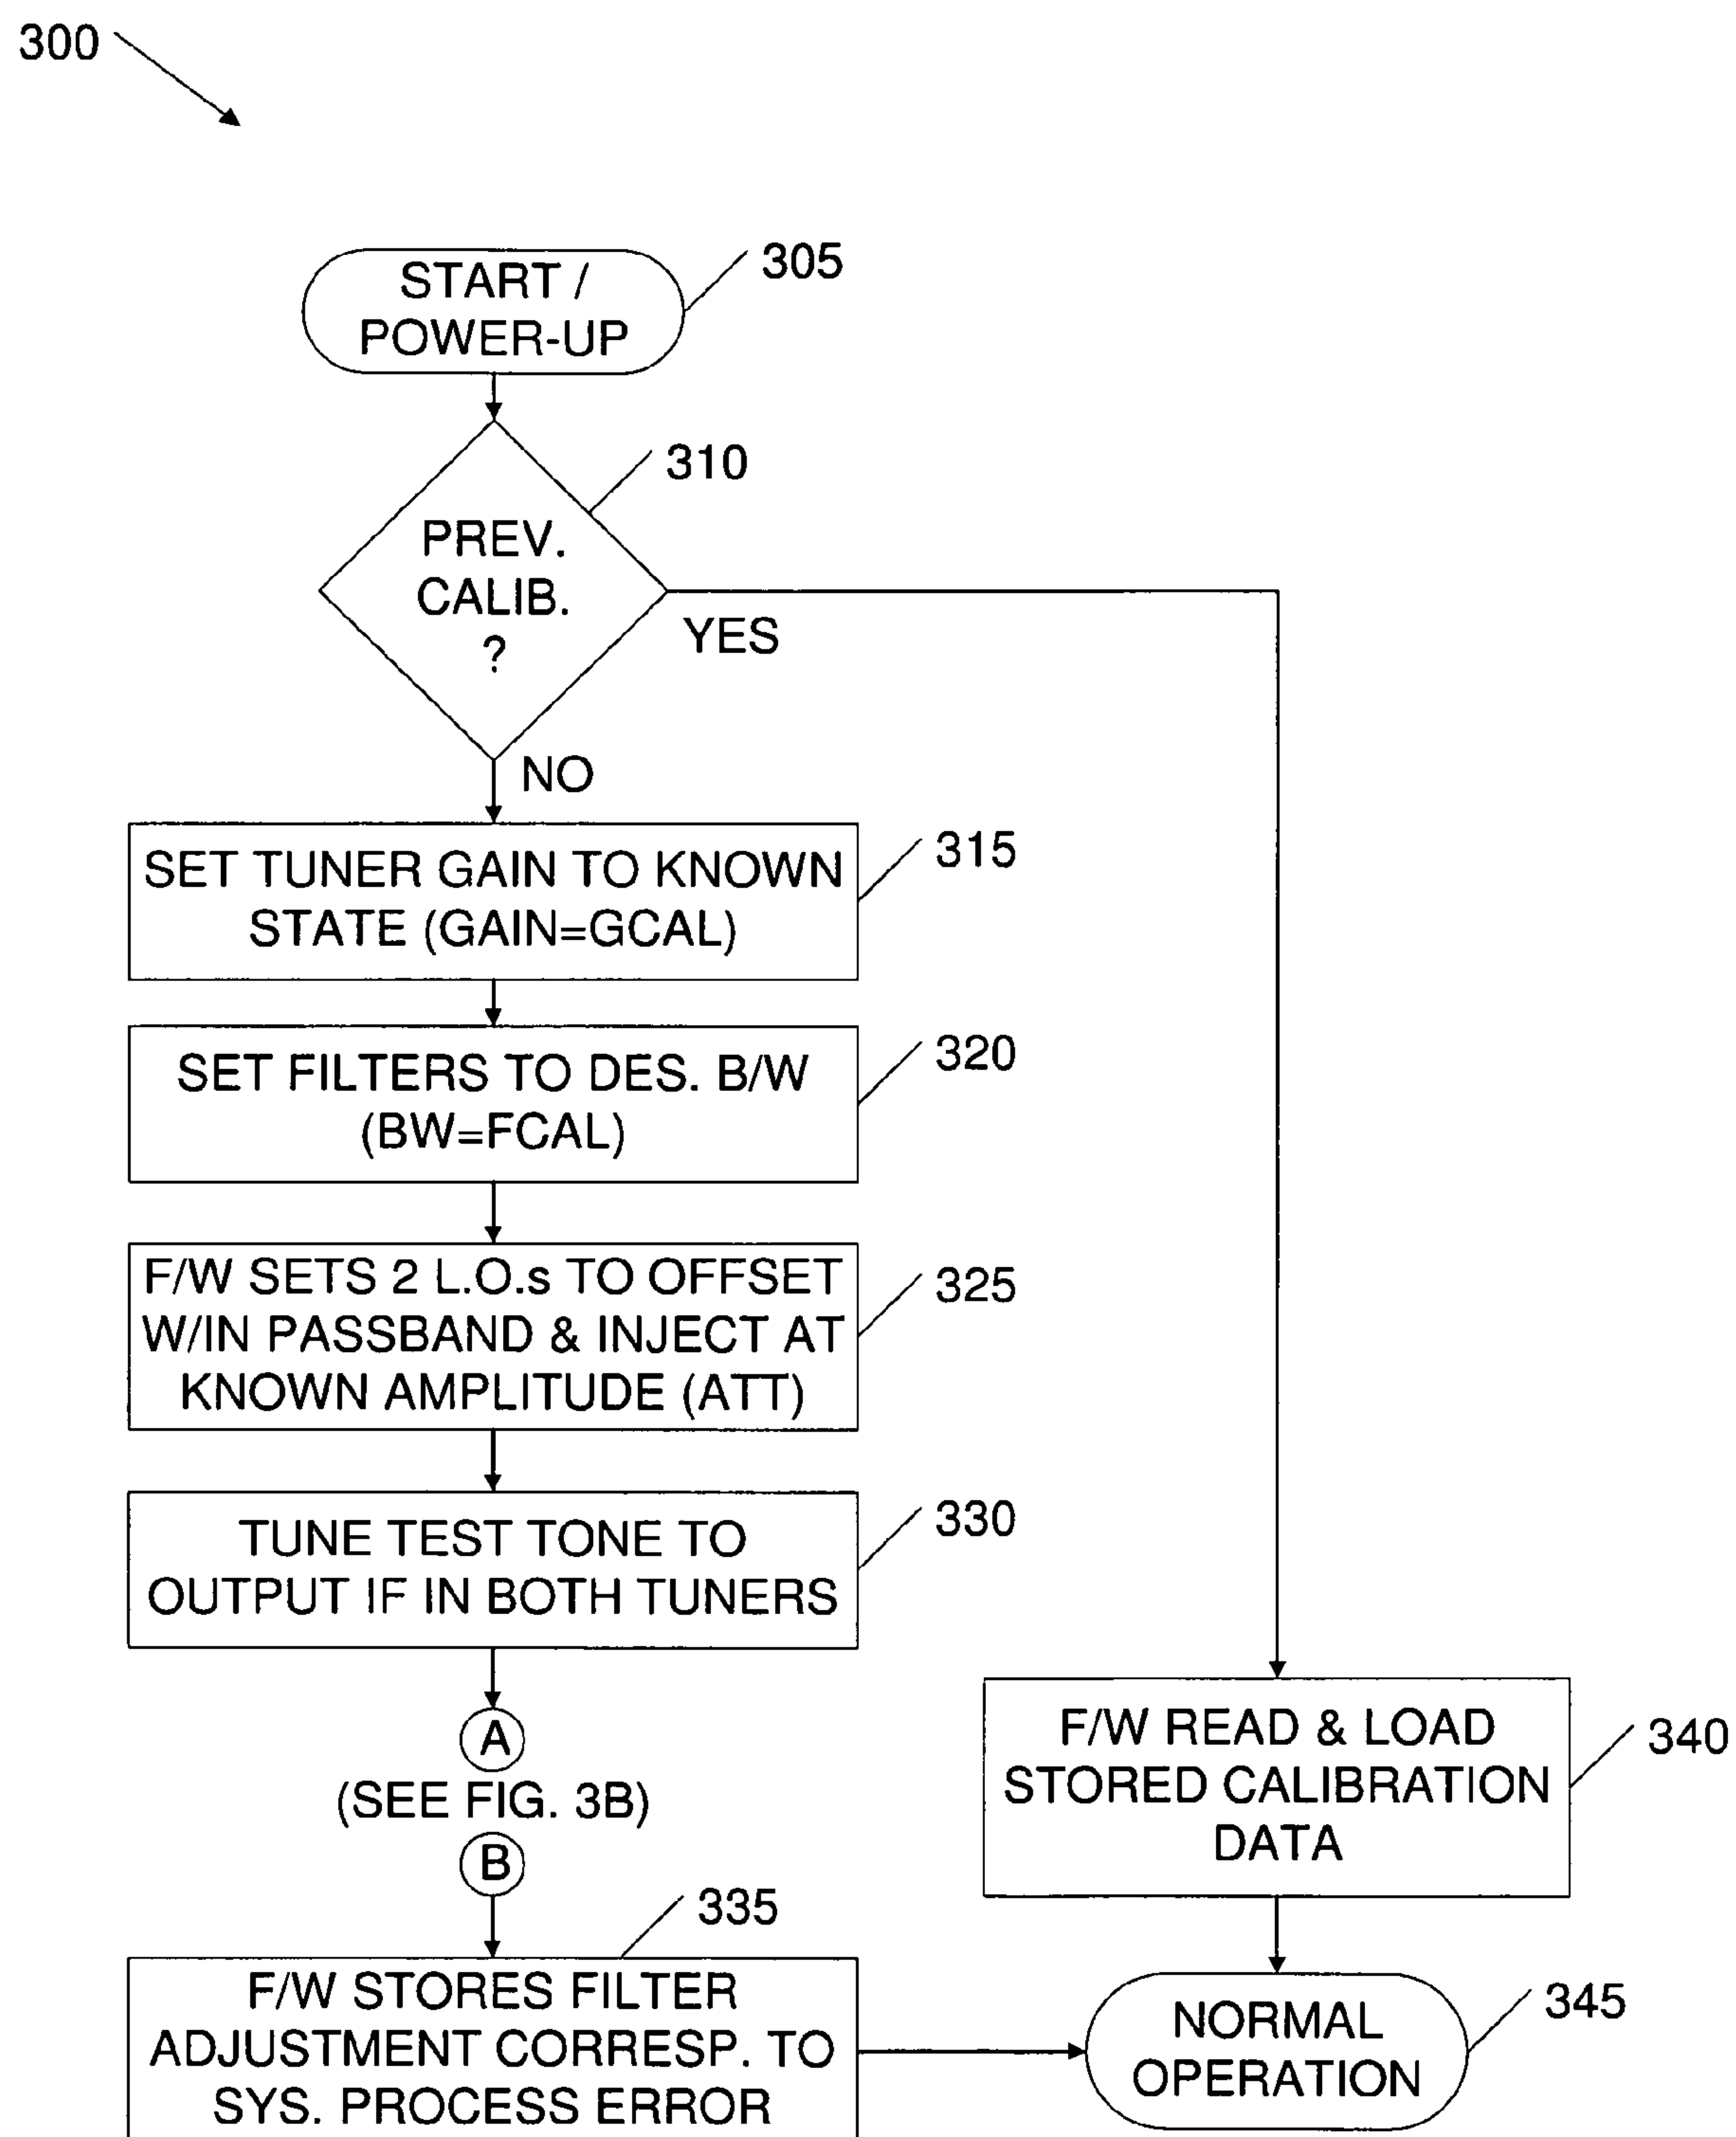 300
START /
POWER-UP
305
310
PREV.
CALIB.
?
YES
NO
SET TUNER GAIN TO KNOWN
STATE (GAIN=GCAL)
315
SET FILTERS TO DES. B/W
(BW=FCAL)
320
F/W SETS 2 L.O.s TO OFFSET
W/IN PASSBAND & INJECT AT
KNOWN AMPLITUDE (ATT)
325
TUNE TEST TONE TO
OUTPUT IF IN BOTH TUNERS
330
A
(SEE FIG. 3B)
B
335
F/W STORES FILTER
ADJUSTMENT CORRESP. TO
SYS. PROCESS ERROR
F/W READ & LOAD
STORED CALIBRATION
DATA
340
NORMAL
OPERATION
345